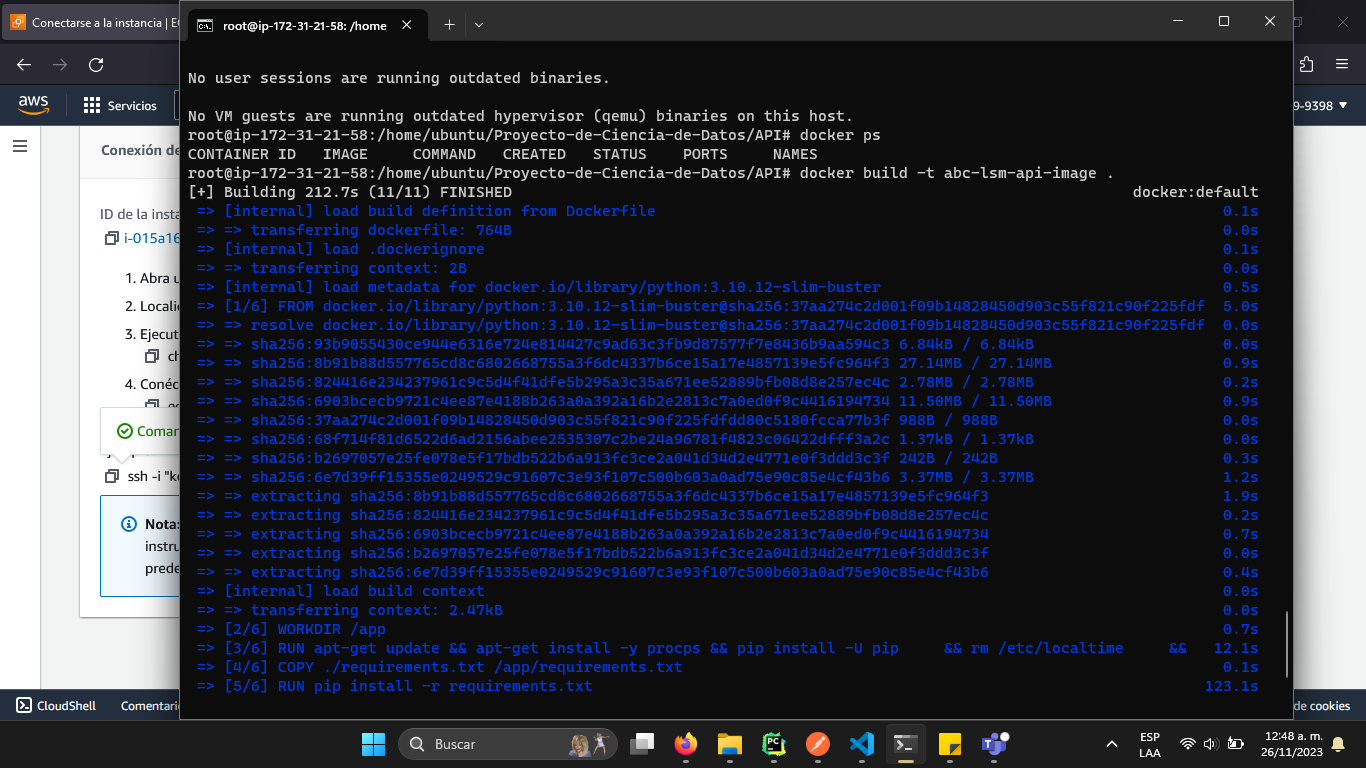 Conectarse a la instancia | EC
root@ip-172-31-21-58: /home
aws
Servicios
9-9398
Conexión de
ID de la insta
i-015a16
1. Abra u
2. Localic
3. Ejecut
ch
4. Conéc
Comar
ssh -i "ke
Nota:
instru
prede
No user sessions are running outdated binaries.
No VM guests are running outdated hypervisor (qemu) binaries on this host.
root@ip-172-31-21-58:/home/ubuntu/Proyecto-de-Ciencia-de-Datos/API# docker ps
CONTAINER ID   IMAGE     COMMAND   CREATED   STATUS    PORTS     NAMES
root@ip-172-31-21-58:/home/ubuntu/Proyecto-de-Ciencia-de-Datos/API# docker build -t abc-lsm-api-image .
[+] Building 212.7s (11/11) FINISHED docker:default
=> [internal] load build definition from Dockerfile 0.1s
=> => transferring dockerfile: 764B 0.0s
=> [internal] load .dockerignore 0.1s
=> => transferring context: 2B 0.0s
=> [internal] load metadata for docker.io/library/python:3.10.12-slim-buster 0.5s
=> [1/6] FROM docker.io/library/python:3.10.12-slim-buster@sha256:37aa274c2d001f09b14828450d903c55f821c90f225fdf 5.0s
=> => resolve docker.io/library/python:3.10.12-slim-buster@sha256:37aa274c2d001f09b14828450d903c55f821c90f225fdf 0.0s
=> => sha256:93b9055430ce944e6316e724e814427c9ad63c3fb9d87577f7e8436b9aa594c3 6.84kB / 6.84kB 0.0s
=> => sha256:8b91b88d557765cd8c6802668755a3f6dc4337b6ce15a17e4857139e5fc964f3 27.14MB / 27.14MB 0.9s
=> => sha256:824416e234237961c9c5d4f41dfe5b295a3c35a671ee52889bfb08d8e257ec4c 2.78MB / 2.78MB 0.2s
=> => sha256:6903bcecb9721c4ee87e4188b263a0a392a16b2e2813c7a0ed0f9c4416194734 11.50MB / 11.50MB 0.9s
=> => sha256:37aa274c2d001f09b14828450d903c55f821c90f225fdfdd80c5180fcca77b3f 988B / 988B 0.0s
=> => sha256:68f714f81d6522d6ad2156abee2535307c2be24a96781f4823c06422dfff3a2c 1.37kB / 1.37kB 0.0s
=> => sha256:b2697057e25fe078e5f17bdb522b6a913fc3ce2a041d34d2e4771e0f3ddd3c3f 242B / 242B 0.3s
=> => sha256:6e7d39ff15355e0249529c91607c3e93f107c500b603a0ad75e90c85e4cf43b6 3.37MB / 3.37MB 1.2s
=> => extracting sha256:8b91b88d557765cd8c6802668755a3f6dc4337b6ce15a17e4857139e5fc964f3 1.9s
=> => extracting sha256:824416e234237961c9c5d4f41dfe5b295a3c35a671ee52889bfb08d8e257ec4c 0.2s
=> => extracting sha256:6903bcecb9721c4ee87e4188b263a0a392a16b2e2813c7a0ed0f9c4416194734 0.7s
=> => extracting sha256:b2697057e25fe078e5f17bdb522b6a913fc3ce2a041d34d2e4771e0f3ddd3c3f 0.0s
=> => extracting sha256:6e7d39ff15355e0249529c91607c3e93f107c500b603a0ad75e90c85e4cf43b6 0.4s
=> [internal] load build context 0.0s
=> => transferring context: 2.47kB 0.0s
=> [2/6] WORKDIR /app 0.7s
=> [3/6] RUN apt-get update && apt-get install -y procps && pip install -U pip     && rm /etc/localtime     && 12.1s
=> [4/6] COPY ./requirements.txt /app/requirements.txt 0.1s
=> [5/6] RUN pip install -r requirements.txt 123.1s
CloudShell
Comentari
de cookies
Buscar
ESP
LAA
12:48 a. m.
26/11/2023